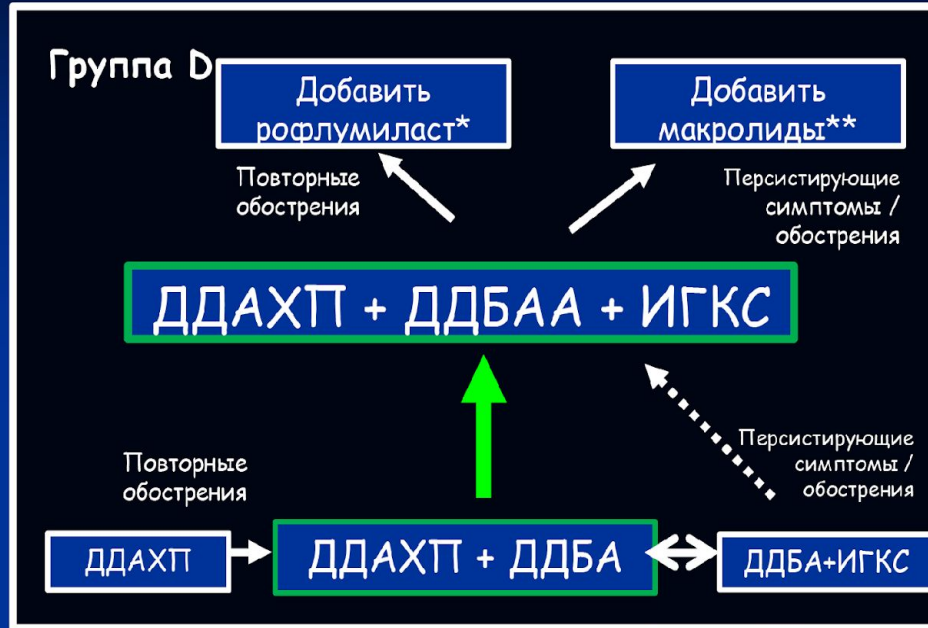 Группа D
Добавить
рофлумиласт*
Добавить
макролиды**
Повторные
обострения
Персистирующие
симптомы /
обострения
ДДАХП + ДДБАА + ИГКС
Повторные
обострения
Персистирующие
симптомы /
обострения
ДДАХП
ДДАХП + ДДБА
ДДБА+ИГКС